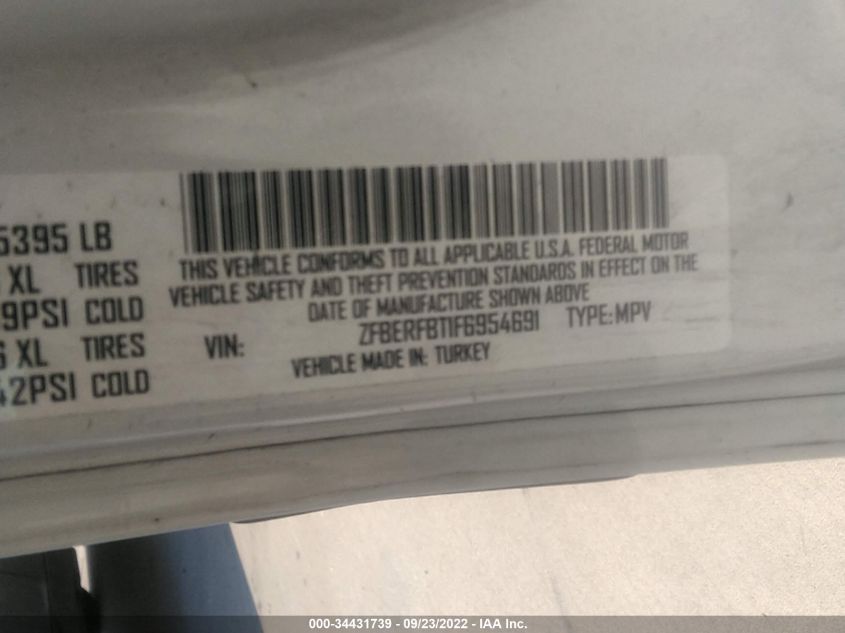 5395 LB
XL TIRES
9PSI COLD
6 XL TIRES
42PSI COLD
THIS VEHICLE CONFORMS TO ALL APPLICABLE U.S.A. FEDERAL MOTOR
VEHICLE SAFETY AND THEFT PREVENTION STANDARDS IN EFFECT ON THE
DATE OF MANUFACTURE SHOWN ABOVE
VIN: ZFBERFBT1F6954691 TYPE:MPV
VEHICLE MADE IN: TURKEY
000-34431739 - 09/23/2022 - IAA Inc.